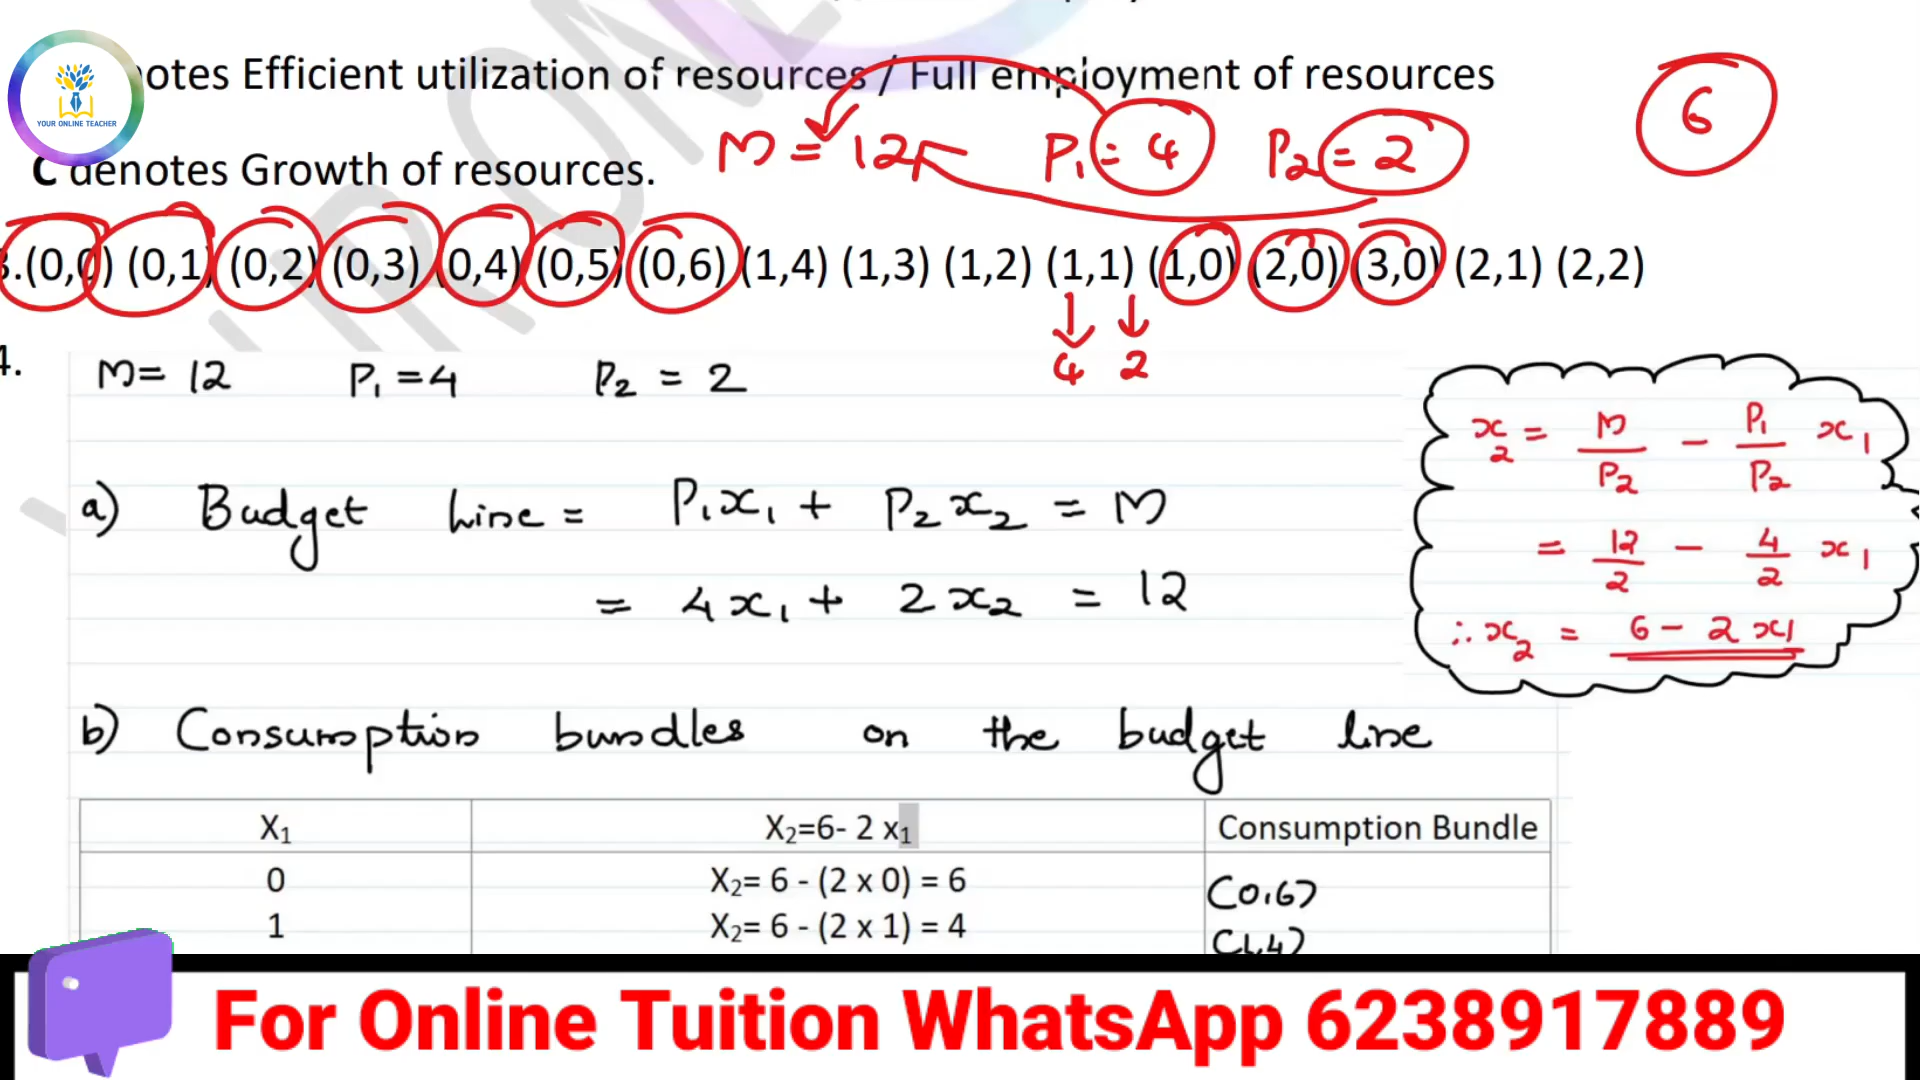 otes Efficient utilization of resources / Full employment of resources
6
YOUR ONLINE TEACHER
M = 12 P1 = 4 P2 = 2
C denotes Growth of resources.
3.(0,0) (0,1) (0,2) (0,3) (0,4) (0,5) (0,6) (1,4) (1,3) (1,2) (1,1) (1,0) (2,0) (3,0) (2,1) (2,2)
4 2
4.
M= 12 P1 =4 P2 = 2
x2 = M/P2 - P1/P2 x1
a) Budget Line = P1x1 + P2x2 = M
= 12/2 - 4/2 x1
= 4x1 + 2x2 = 12
∴x2 = 6 - 2x1
b) Consumption bundles on the budget line
X1 X2=6- 2 x1 Consumption Bundle
0 X2= 6 - (2 x 0) = 6 (0,6)
1 X2= 6 - (2 x 1) = 4 (1,4)
For Online Tuition WhatsApp 6238917889